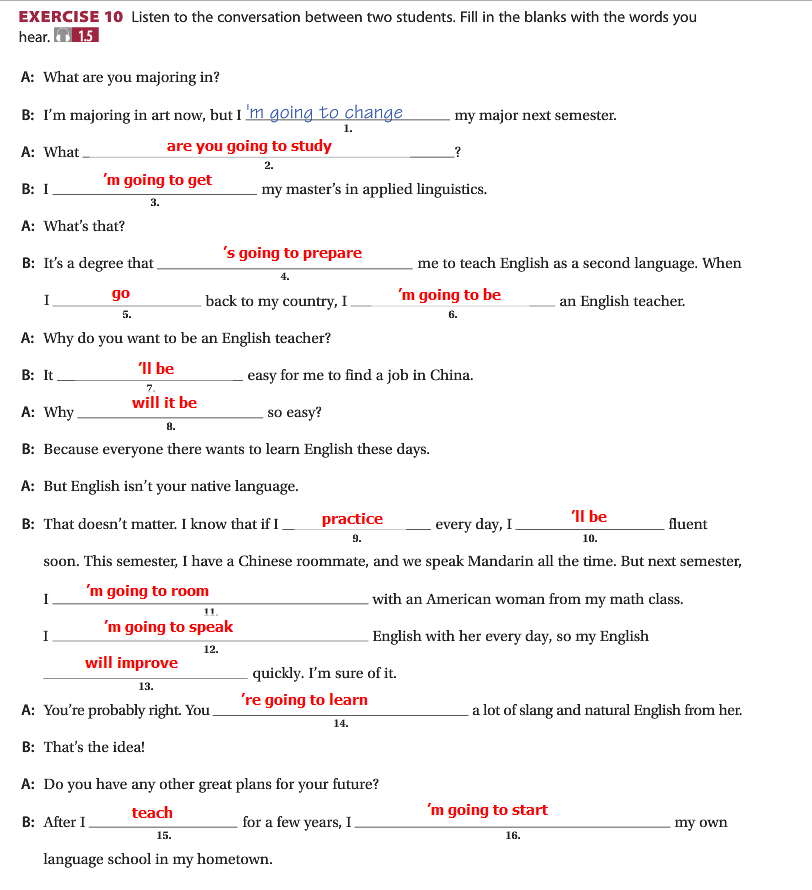 EXERCISE 10 Listen to the conversation between two students. Fill in the blanks with the words you
hear. 1.5
A: What are you majoring in?
B: I’m majoring in art now, but I 'm going to change my major next semester.
1.
A: What are you going to study ?
2.
B: I ’m going to get my master’s in applied linguistics.
3.
A: What’s that?
B: It’s a degree that ’s going to prepare me to teach English as a second language. When
4.
I go back to my country, I ’m going to be an English teacher.
5. 6.
A: Why do you want to be an English teacher?
B: It ’ll be easy for me to find a job in China.
7.
A: Why will it be so easy?
8.
B: Because everyone there wants to learn English these days.
A: But English isn’t your native language.
B: That doesn’t matter. I know that if I practice every day, I ’ll be fluent
9. 10.
soon. This semester, I have a Chinese roommate, and we speak Mandarin all the time. But next semester,
I ’m going to room with an American woman from my math class.
11.
I ’m going to speak English with her every day, so my English
12.
will improve quickly. I’m sure of it.
13.
A: You’re probably right. You ’re going to learn a lot of slang and natural English from her.
14.
B: That’s the idea!
A: Do you have any other great plans for your future?
B: After I teach for a few years, I ’m going to start my own
15. 16.
language school in my hometown.